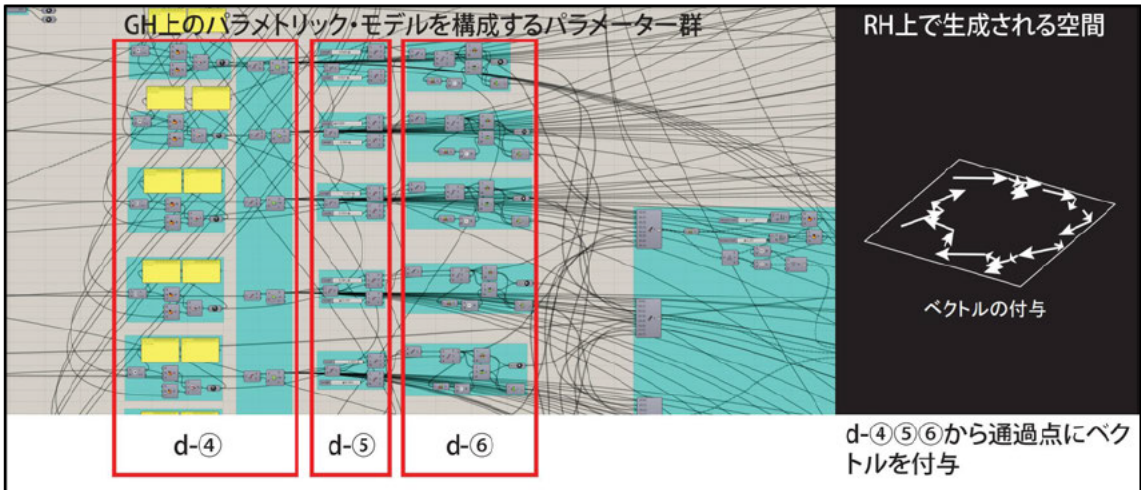 GH上のパラメトリック・モデルを構成するパラメーター群
RH上で生成される空間
ベクトルの付与
d-④
d-⑤
d-⑥
d-④⑤⑥から通過点にベク
トルを付与